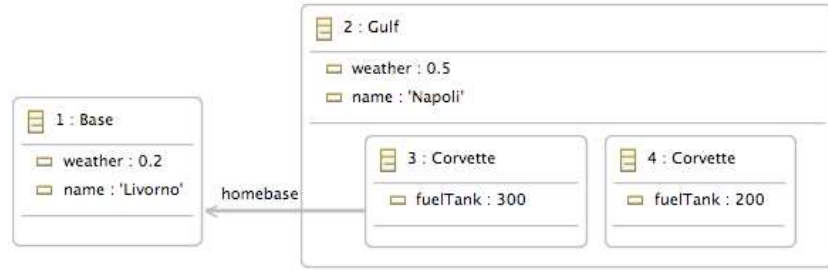 2 : Gulf
weather : 0.5
name : 'Napoli'
1 : Base
weather : 0.2
name : 'Livorno'
homebase
3 : Corvette
fuelTank : 300
4 : Corvette
fuelTank : 200